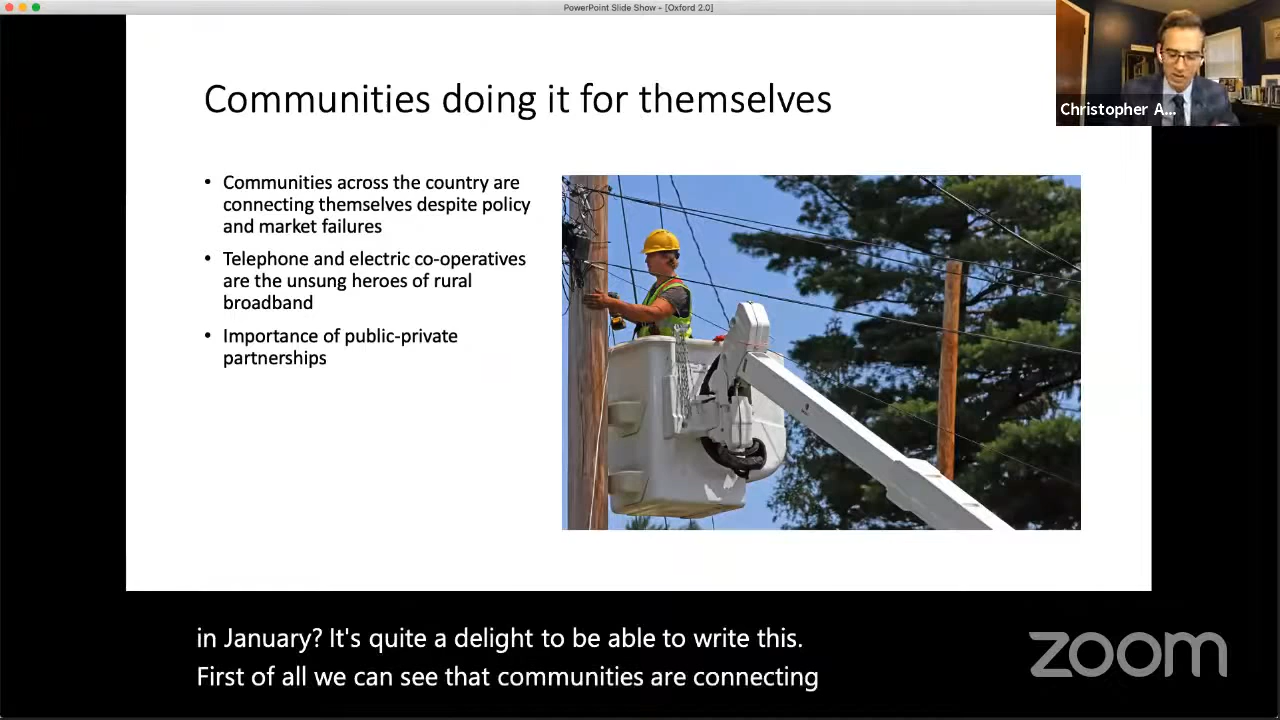 PowerPoint Slide Show - [Oxford 2.0]
Christopher A...
Communities doing it for themselves
• Communities across the country are
connecting themselves despite policy
and market failures
• Telephone and electric co-operatives
are the unsung heroes of rural
broadband
• Importance of public-private
partnerships
in January? It's quite a delight to be able to write this.
First of all we can see that communities are connecting
zoom